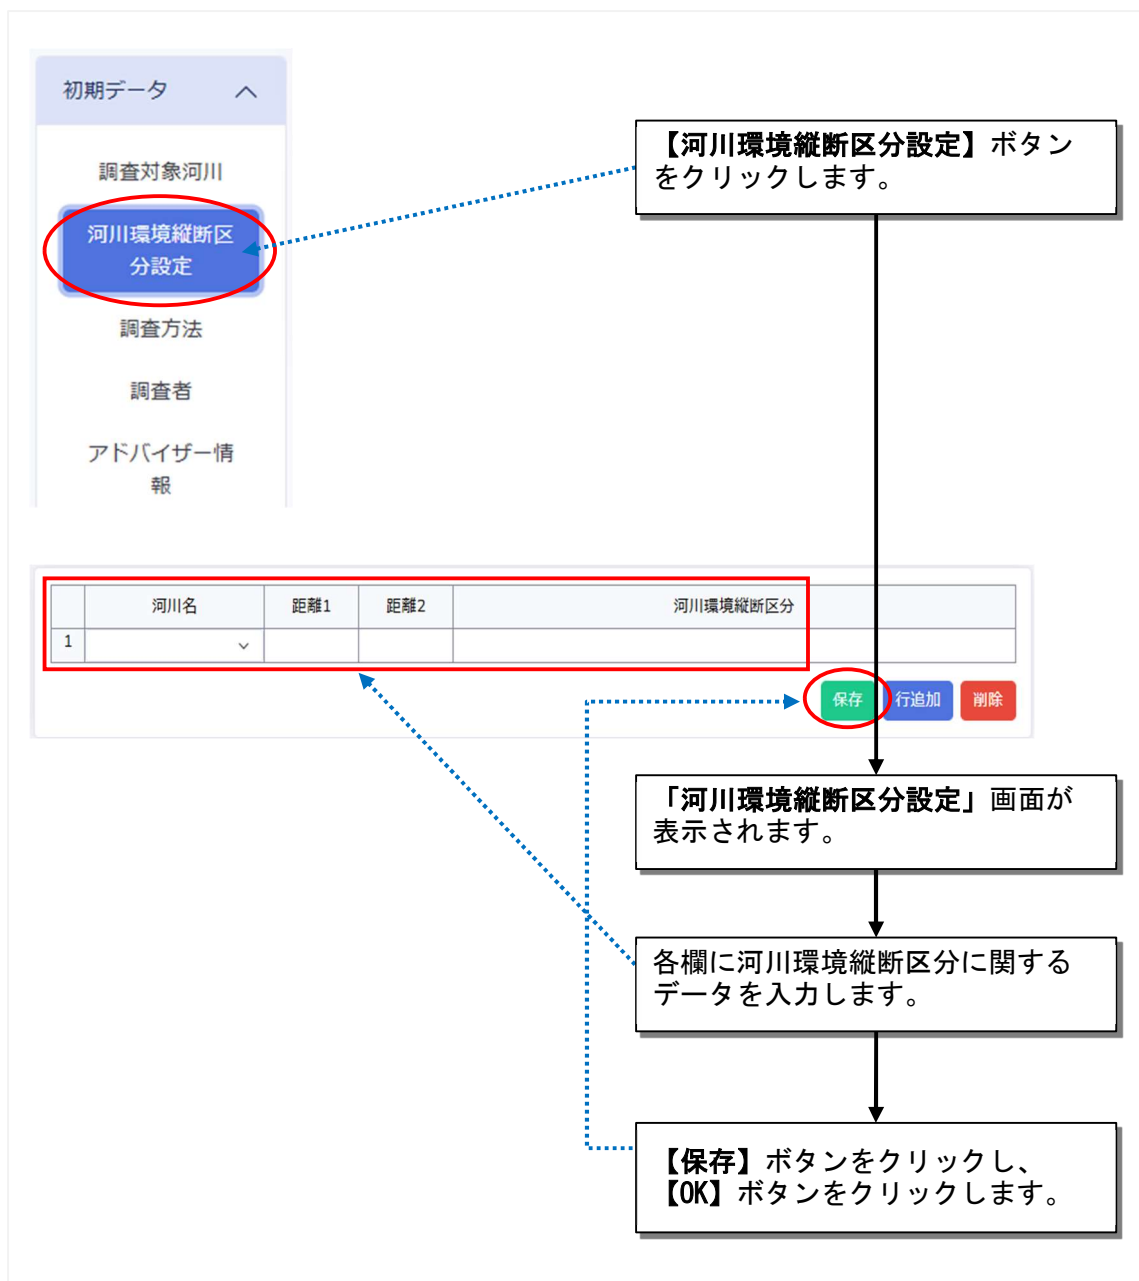 初期データ
調査対象河川
河川環境縦断区
分設定
調査方法
調査者
アドバイザー情
報
【河川環境縦断区分設定】ボタン
をクリックします。
河川名 距離1 距離2 河川環境縦断区分
1
保存 行追加 削除
「河川環境縦断区分設定」画面が
表示されます。
各欄に河川環境縦断区分に関する
データを入力します。
【保存】ボタンをクリックし、
【OK】ボタンをクリックします。